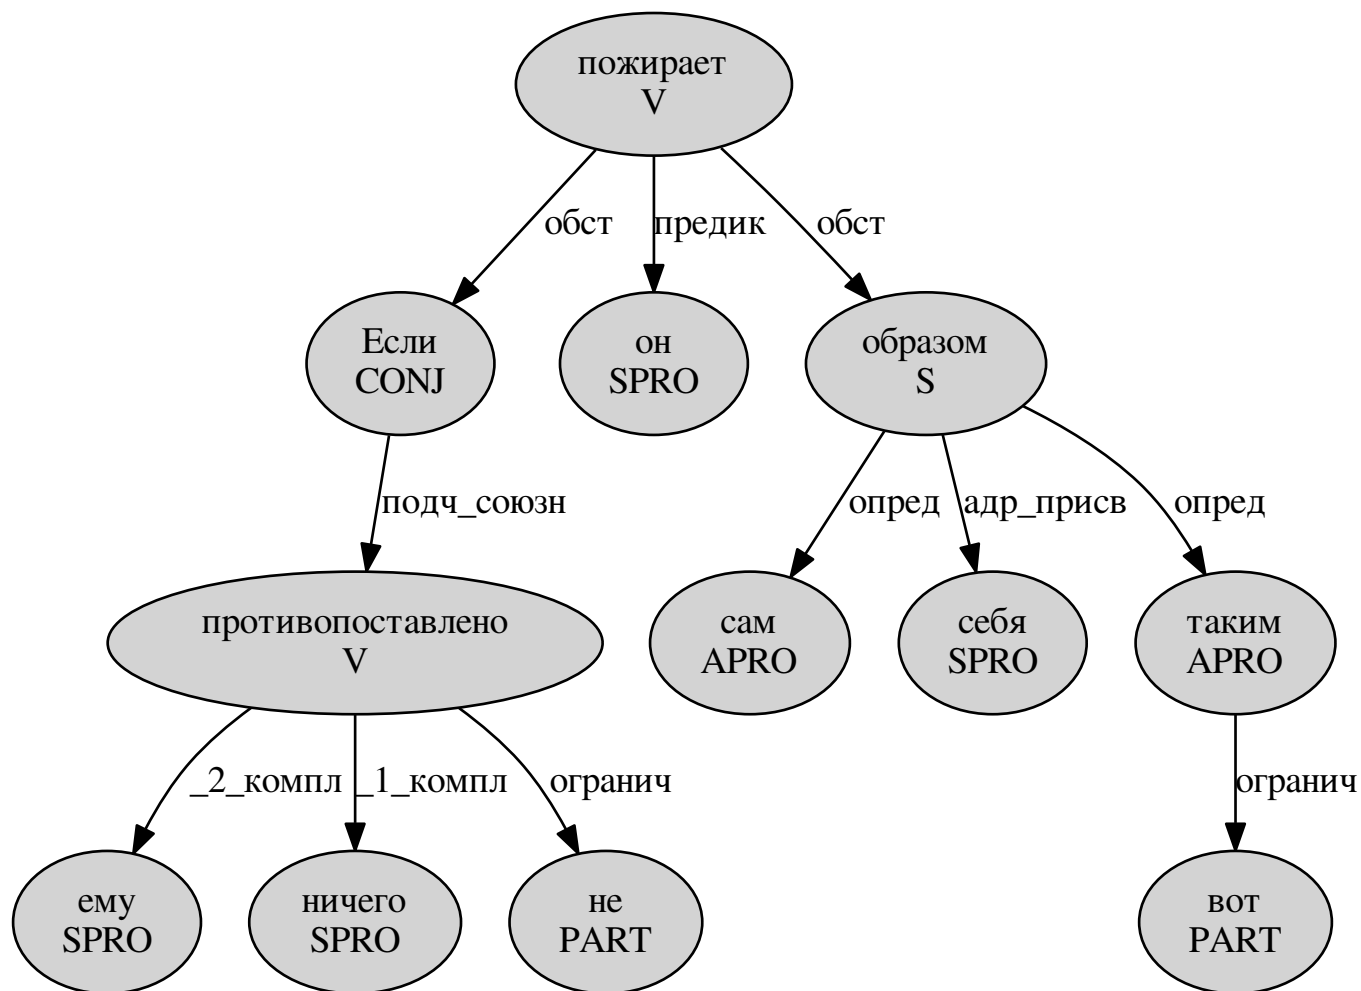 пожирает
V
обст
предик
обст
Если
CONJ
он
SPRO
образом
S
подч_союзн
опред
адр_присв
опред
противопоставлено
V
сам
APRO
себя
SPRO
таким
APRO
_2_компл
_1_компл
огранич
огранич
ему
SPRO
ничего
SPRO
не
PART
вот
PART